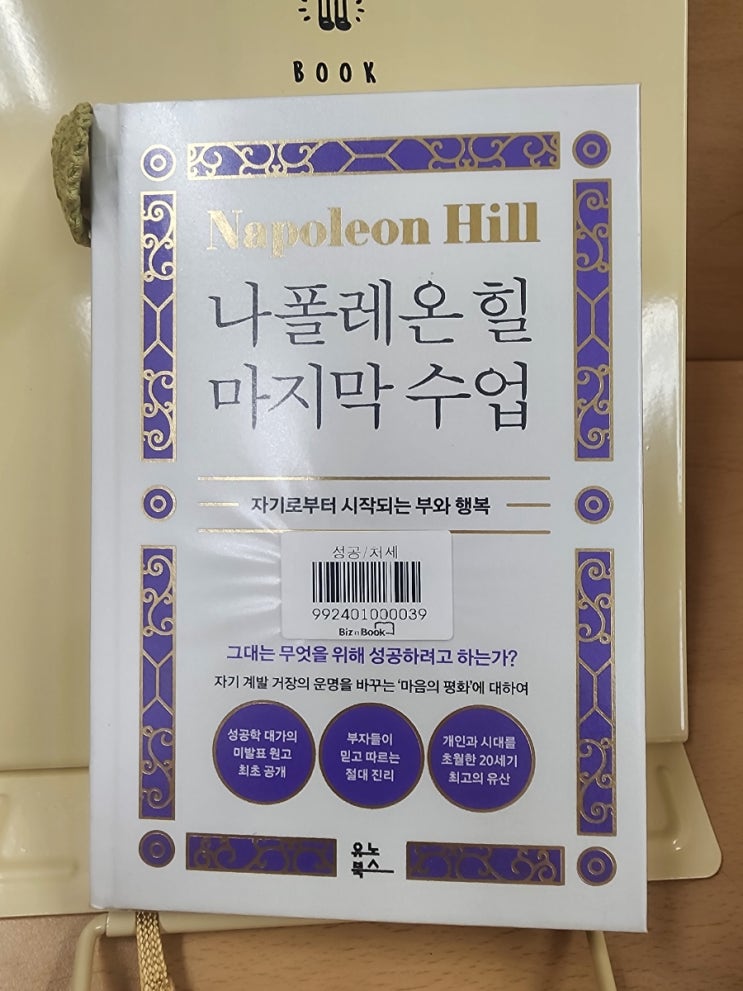 BOOK
Napoleon Hill
나폴레온 힐
마지막 수업
자기로부터 시작되는 부와 행복
성공/처세
992401000039
Biz n Book
그대는 무엇을 위해 성공하려고 하는가?
자기 계발 거장의 운명을 바꾸는 '마음의 평화'에 대하여
성공학 대가의
미발표 원고
최초 공개
부자들이
믿고 따르는
절대 진리
개인과 시대를
초월한 20세기
최고의 유산
유노
북스